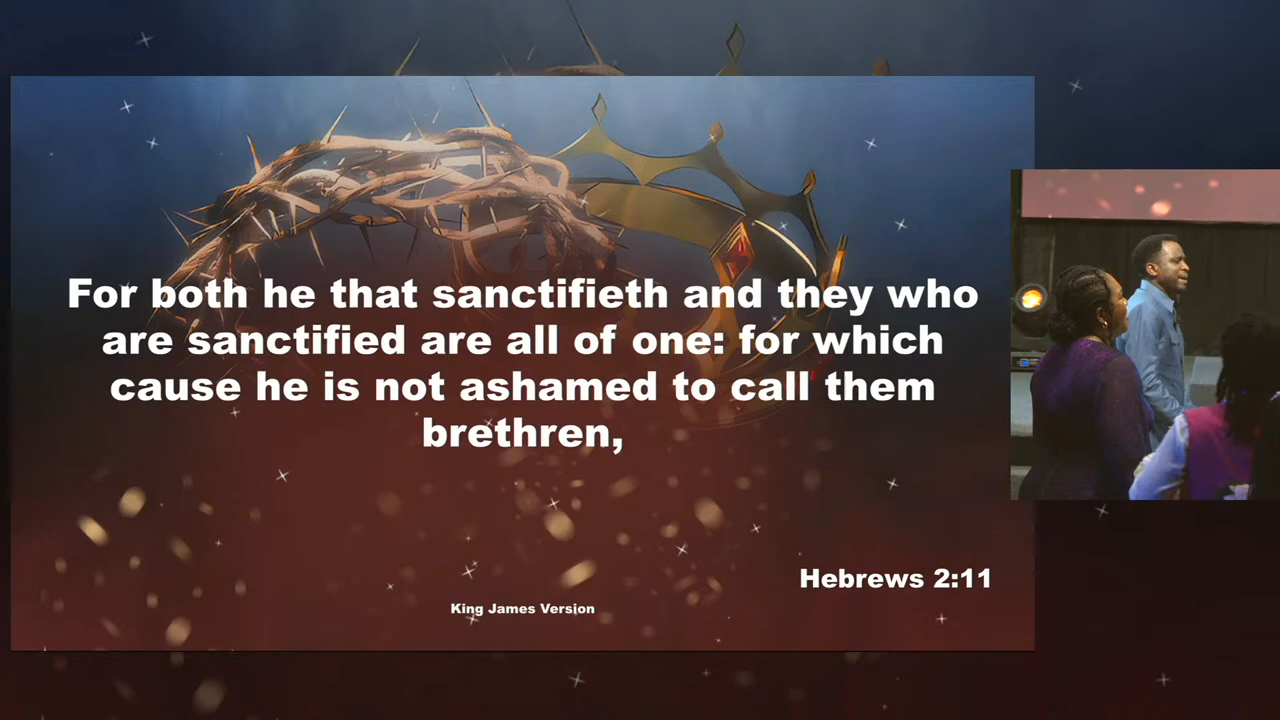 For both he that sanctifieth and they who
are sanctified are all of one: for which
cause he is not ashamed to call them
brethren,
Hebrews 2:11
King James Version